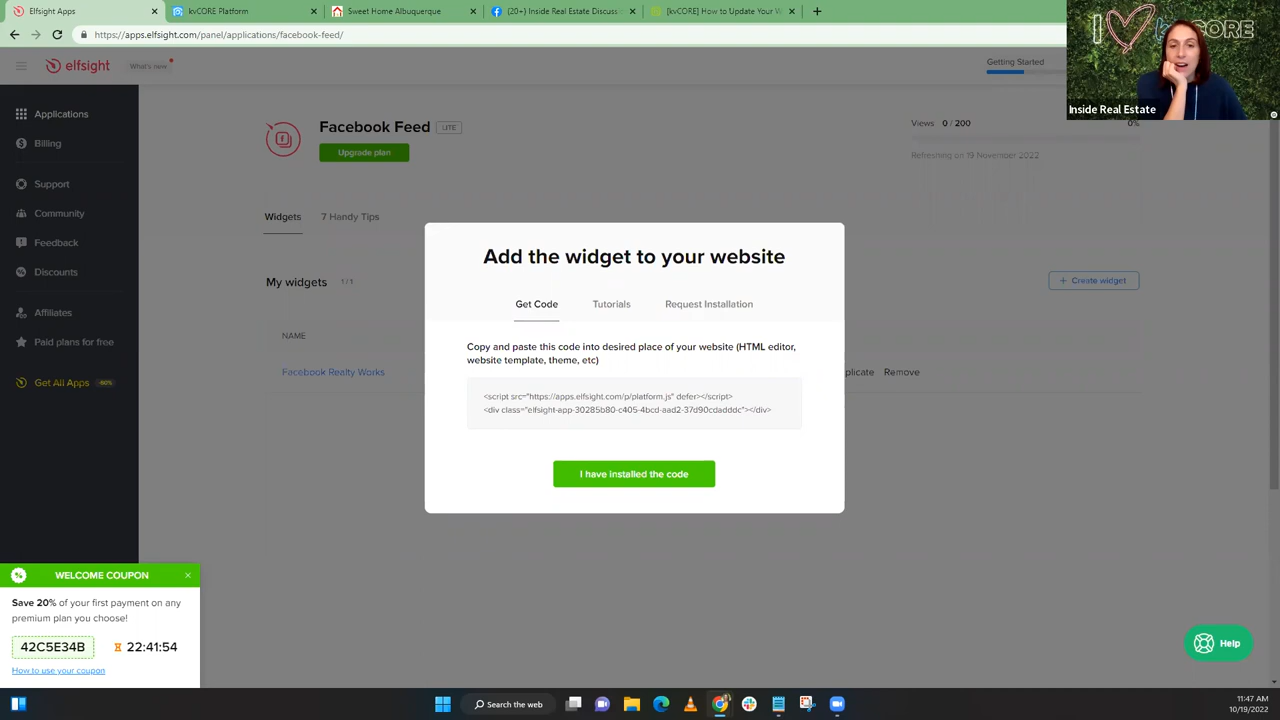 Elfsight Apps
kvCORE Platform
Sweet Home Albuquerque
(20+) Inside Real Estate Discussi
[kvCORE] How to Update Your W
https://apps.elfsight.com/panel/applications/facebook-feed/
elfsight
What's new
Getting Started
I kvCORE
Inside Real Estate
Applications
Billing
Support
Community
Feedback
Discounts
Affiliates
Paid plans for free
Get All Apps -60%
Facebook Feed LITE
Upgrade plan
Views 0 / 200 0%
Refreshing on 19 November 2022
Widgets
7 Handy Tips
My widgets 1/1
Create widget
NAME
Facebook Realty Works
plicate
Remove
Add the widget to your website
Get Code
Tutorials
Request Installation
Copy and paste this code into desired place of your website (HTML editor,
website template, theme, etc)
<script src="https://apps.elfsight.com/p/platform.js" defer></script>
<div class="elfsight-app-30285b80-c405-4bcd-aad2-37d90cdadddc"></div>
I have installed the code
WELCOME COUPON
Save 20% of your first payment on any
premium plan you choose!
42C5E34B
22:41:54
How to use your coupon
Help
Search the web
11:47 AM
10/19/2022